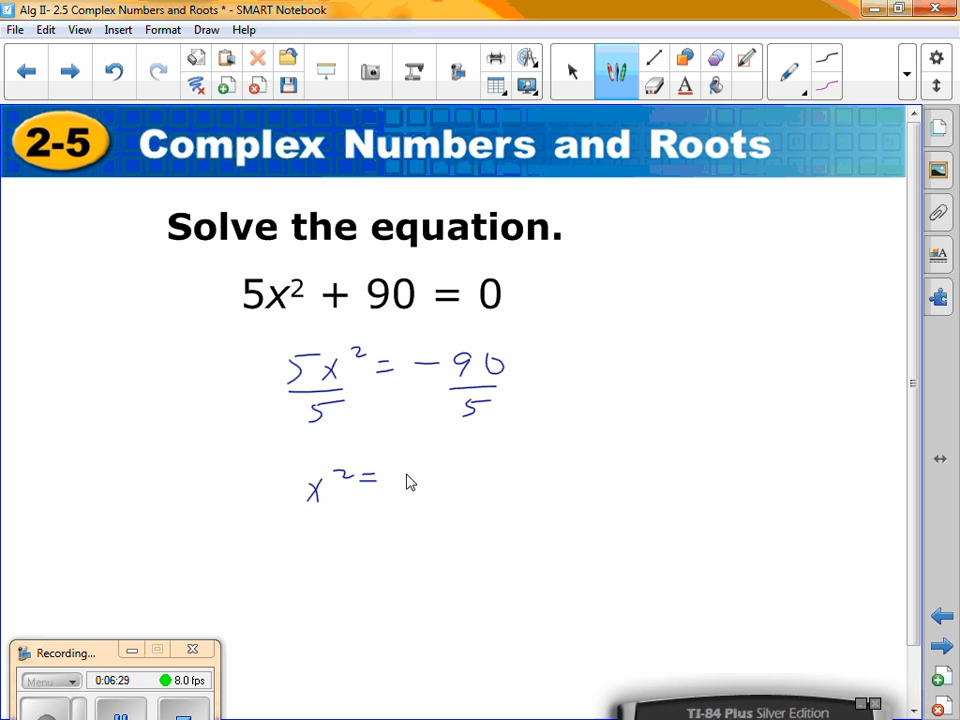 Alg II- 2.5 Complex Numbers and Roots * - SMART Notebook
File Edit View Insert Format Draw Help
2-5 Complex Numbers and Roots
Solve the equation.
5x² + 90 = 0
5x² = -90
5 5
x² =
Recording...
Menu 0:06:29 8.0 fps
TI-84 Plus Silver Edition